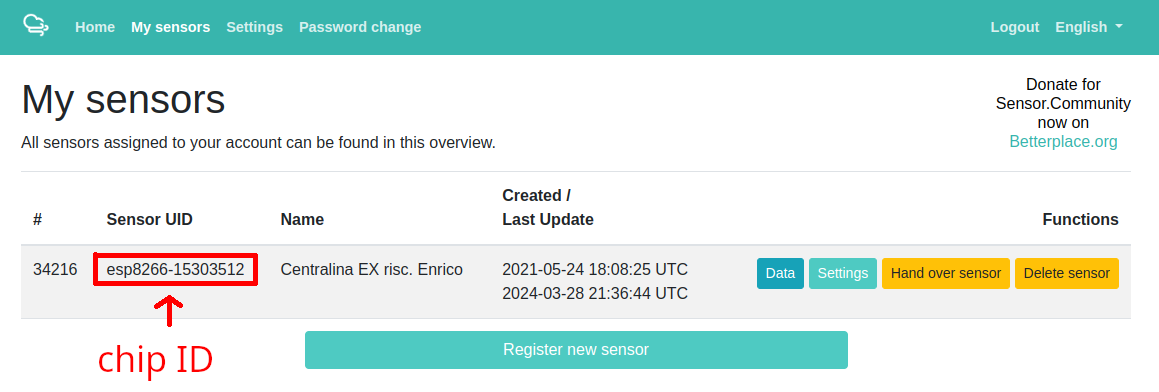 Home My sensors Settings Password change Logout English
My sensors
All sensors assigned to your account can be found in this overview.
Donate for
Sensor.Community
now on
Betterplace.org
# Sensor UID Name Created / Last Update Functions
34216 esp8266-15303512 Centralina EX risc. Enrico 2021-05-24 18:08:25 UTC Data Settings Hand over sensor Delete sensor
2024-03-28 21:36:44 UTC
chip ID
Register new sensor